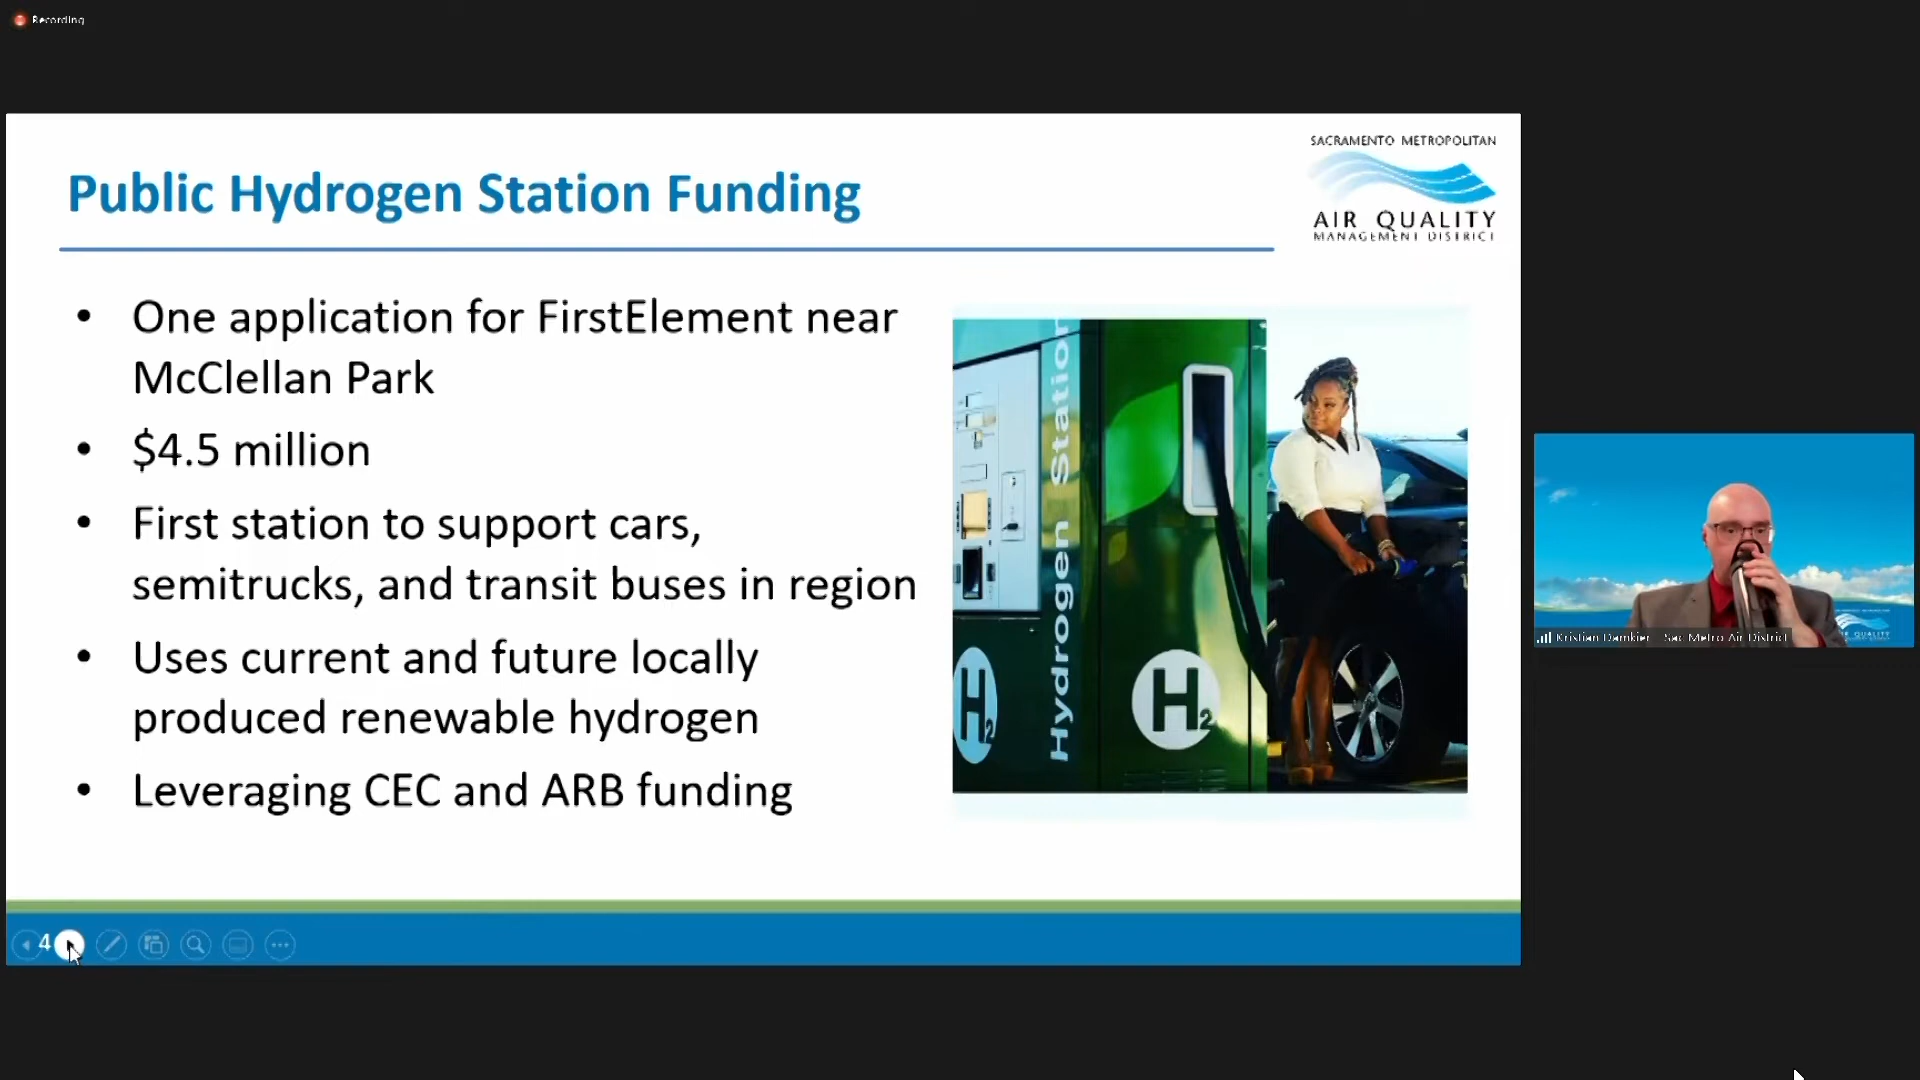 Recording
SACRAMENTO METROPOLITAN
AIR QUALITY
MANAGEMENT DISTRICT
Public Hydrogen Station Funding
• One application for FirstElement near
McClellan Park
• $4.5 million
• First station to support cars,
semitrucks, and transit buses in region
• Uses current and future locally
produced renewable hydrogen
• Leveraging CEC and ARB funding
Hydrogen Station
H2
H2
4
Kristian Damkier Sac Metro Air District